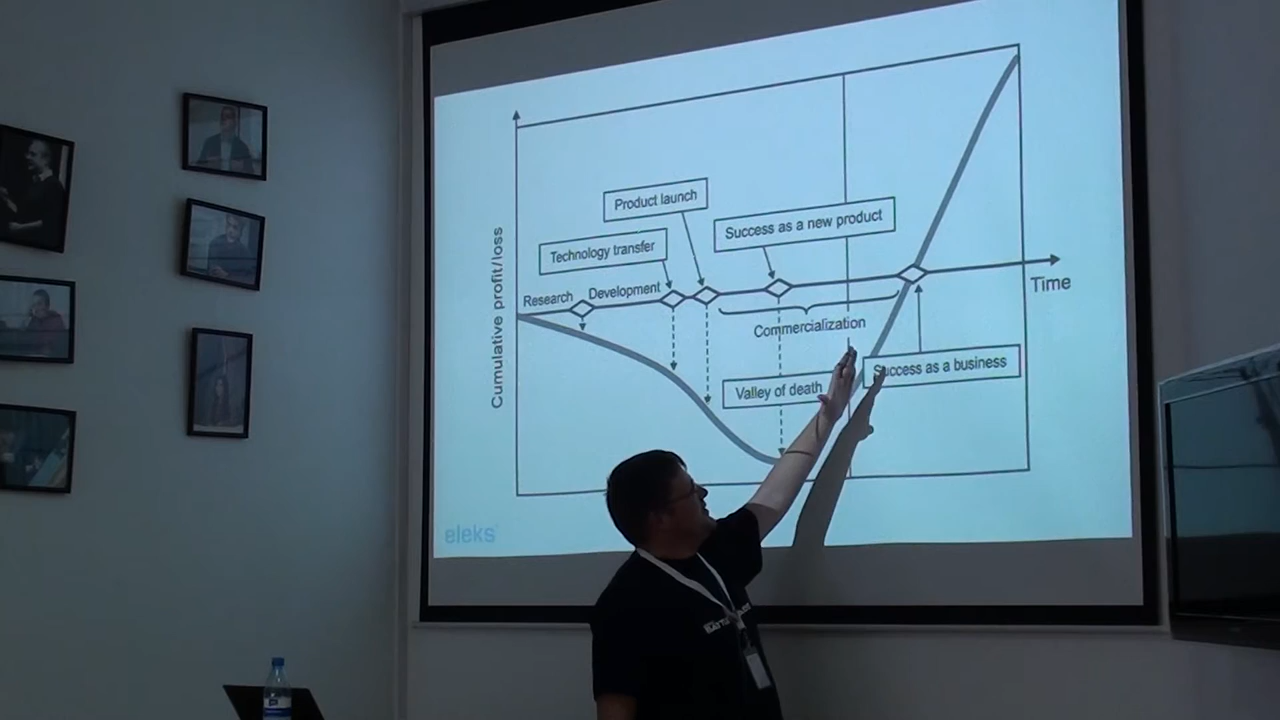 Product launch
Success as a new product
Technology transfer
Research
Development
Time
Commercialization
Success as a business
Valley of death
Cumulative profit/loss
eleks